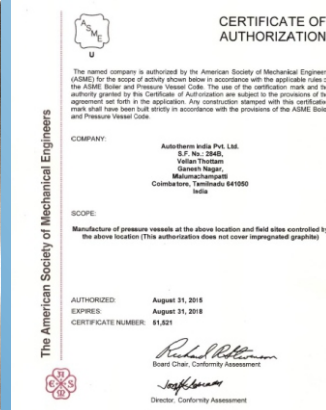 ASME
U
CERTIFICATE OF
AUTHORIZATION
The named company is authorized by the American Society of Mechanical Engineer
(ASME) for the scope of activity shown below in accordance with the applicable rules
the ASME Boiler and Pressure Vessel Code. The use of the certification mark and
authority granted by this Certificate of Authorization are subject to the provisions of
agreement set forth in the application. Any construction stamped with this
mark shall have been built strictly in accordance with the provisions of the ASME
and Pressure Vessel Code.
COMPANY:
Autotherm India Pvt. Ltd.
S.F. No.: 284B,
Vellan Thottam
Ganesh Nagar,
Malumachampatti
Coimbatore, Tamilnadu 641050
India
SCOPE:
Manufacture of pressure vessels at the above location and field sites controlled
the above location (This authorization does not cover impregnated graphite)
AUTHORIZED: August 31, 2015
EXPIRES: August 31, 2018
CERTIFICATE NUMBER: 51,521
Board Chair, Conformity Assessment
Director, Conformity Assessment
The American Society of Mechanical Engineers